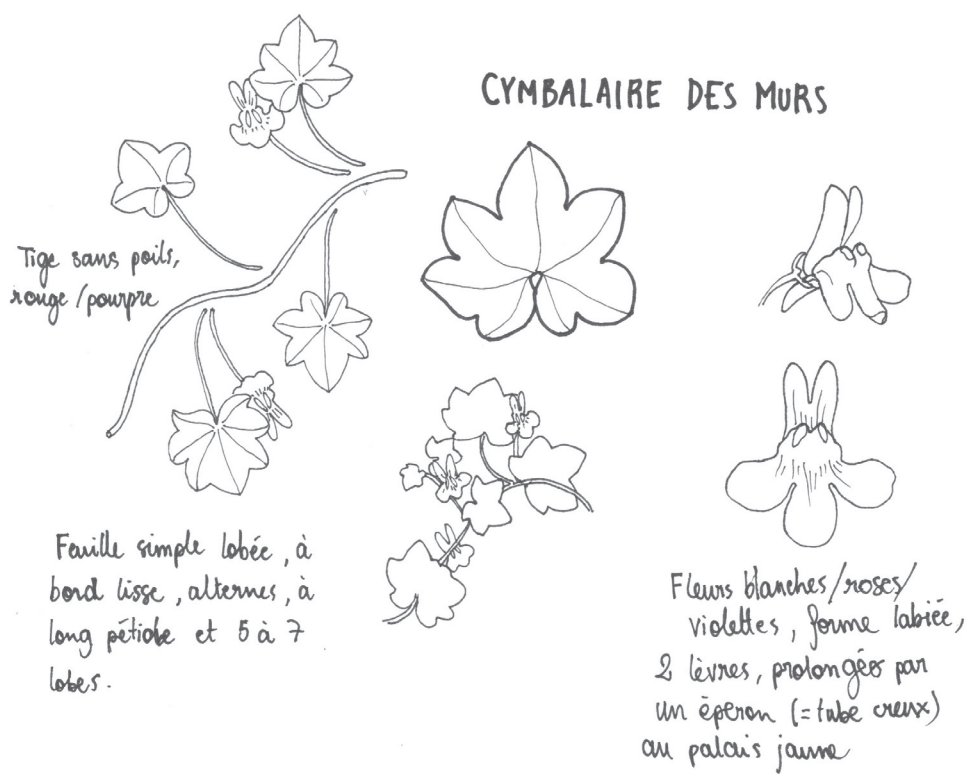 CYMBALAIRE DES MURS
Tige sans poils,
rouge/pourpre
Feuille simple lobée, à
bord lisse, alternes, à
long pétiole et 5 à 7
lobes.
Fleurs blanches/roses/
violettes, forme labiée,
2 lèvres, prolongées par
un éperon (=tube creux)
au palais jaune